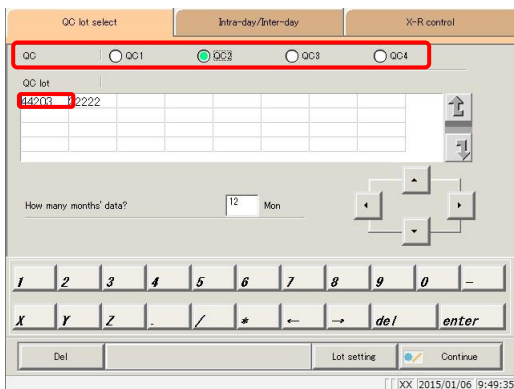 QC lot select Intra-day/Inter-day X-R control
QC QC1 QC2 QC3 QC4
QC lot
44203 2222
How many months' data? 12 Mon
1 2 3 4 5 6 7 8 9 0 -
X Y Z . / * ← → del enter
Del Lot setting Continue
XX 2015/01/06 9:49:35